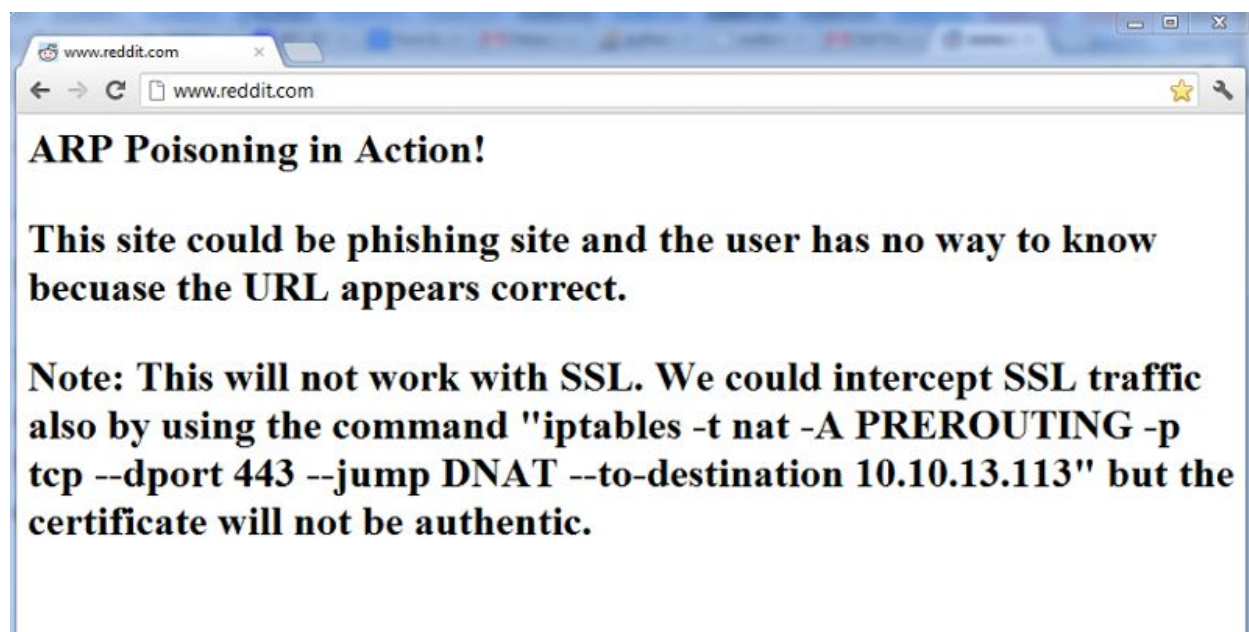 www.reddit.com
www.reddit.com
ARP Poisoning in Action!
This site could be phishing site and the user has no way to know
becuase the URL appears correct.
Note: This will not work with SSL. We could intercept SSL traffic
also by using the command "iptables -t nat -A PREROUTING -p
tcp --dport 443 --jump DNAT --to-destination 10.10.13.113" but the
certificate will not be authentic.